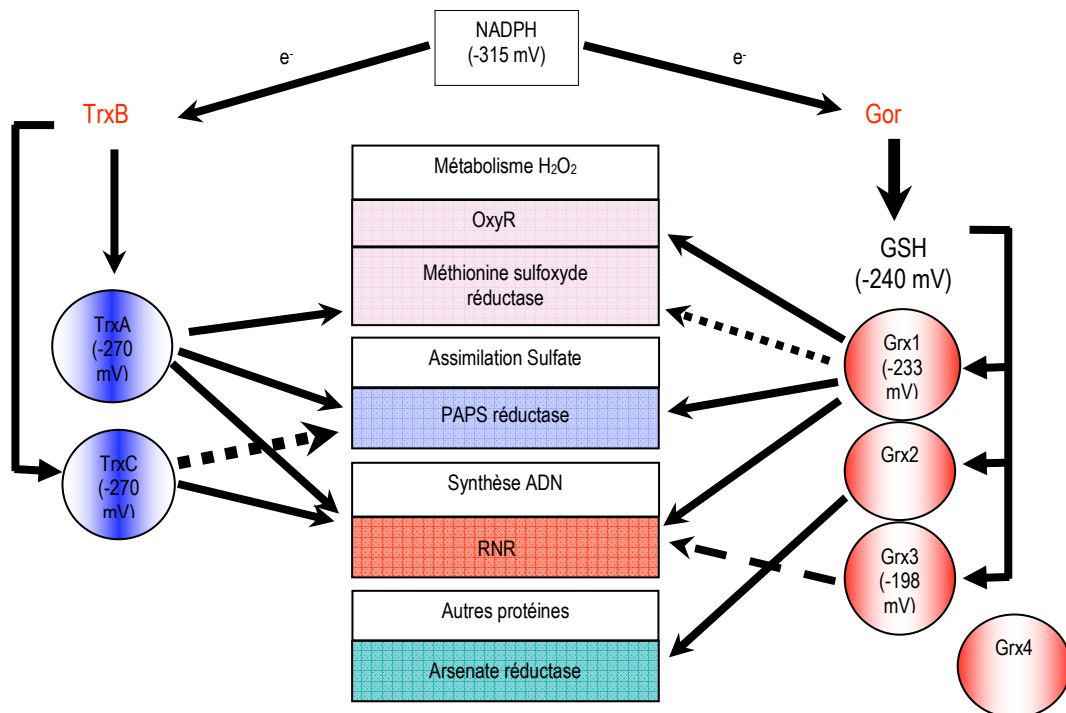 NADPH
(-315 mV)
e-
e-
TrxB
Gor
Métabolisme H₂O₂
OxyR
Méthionine sulfoxyde
réductase
GSH
(-240 mV)
TrxA
(-270
mV)
Grx1
(-233
mV)
Assimilation Sulfate
PAPS réductase
TrxC
(-270
mV)
Grx2
Synthèse ADN
RNR
Grx3
(-198
mV)
Autres protéines
Arsenate réductase
Grx4